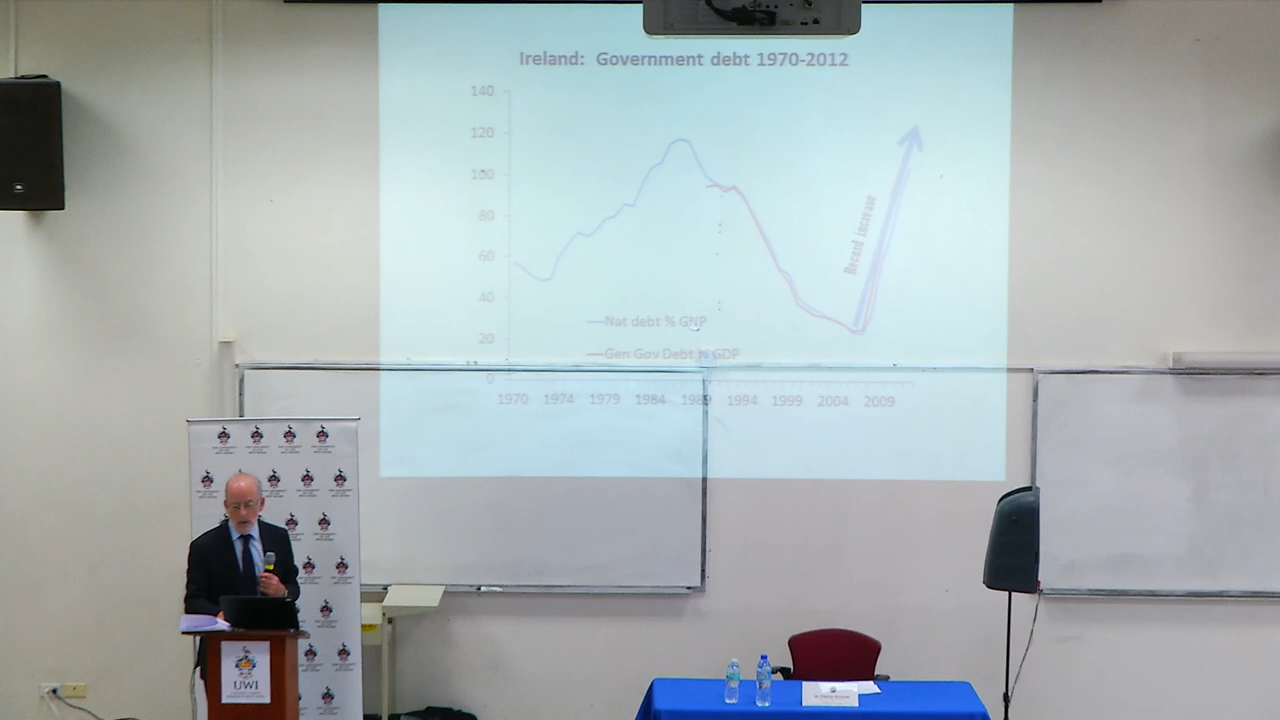 Ireland: Government debt 1970-2012
140
120
100
80
60
40
20
0
Record increase
Nat debt % GNP
Gen Gov Debt % GDP
1970 1974 1979 1984 1989 1994 1999 2004 2009
UWI